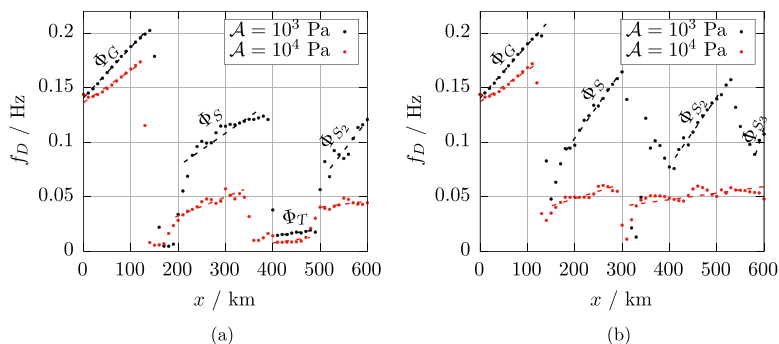 0.2
0.15
0.1
0.05
0
f_D / Hz
0 100 200 300 400 500 600
x / km
𝒜 = 10³ Pa
𝒜 = 10⁴ Pa
Φ_G
Φ_S
Φ_T
Φ_{S₂}
(a)
0.2
0.15
0.1
0.05
0
f_D / Hz
0 100 200 300 400 500 600
x / km
𝒜 = 10³ Pa
𝒜 = 10⁴ Pa
Φ_G
Φ_S
Φ_{S₂}
Φ_{S₃}
(b)